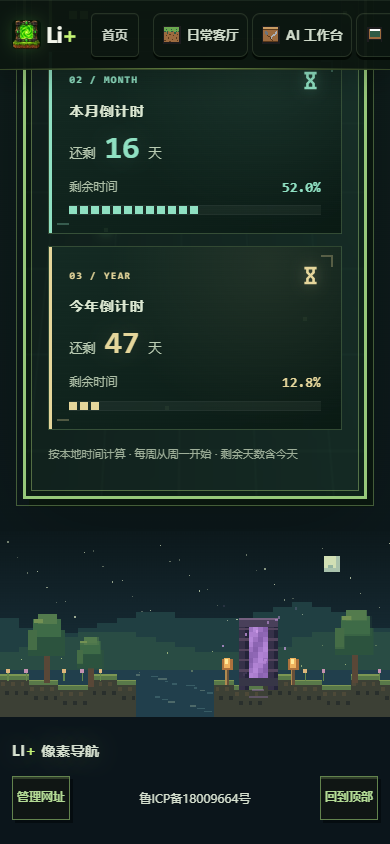 Li+
首页
日常客厅
AI 工作台
02 / MONTH
本月倒计时
还剩 16 天
剩余时间 52.0%
03 / YEAR
今年倒计时
还剩 47 天
剩余时间 12.8%
按本地时间计算 · 每周从周一开始 · 剩余天数含今天
LI+ 像素导航
管理网址
鲁ICP备18009664号
回到顶部